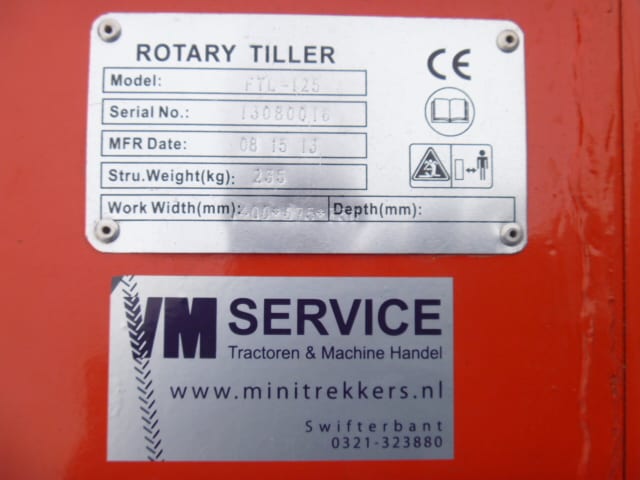 ROTARY TILLER
CE
Model: FTL-125
Serial No.: 13080016
MFR Date: 08 15 13
Stru.Weight(kg): 265
Work Width(mm): Depth(mm):
VM SERVICE
Tractoren & Machine Handel
www.minitrekkers.nl
Swifterbant
0321-323880